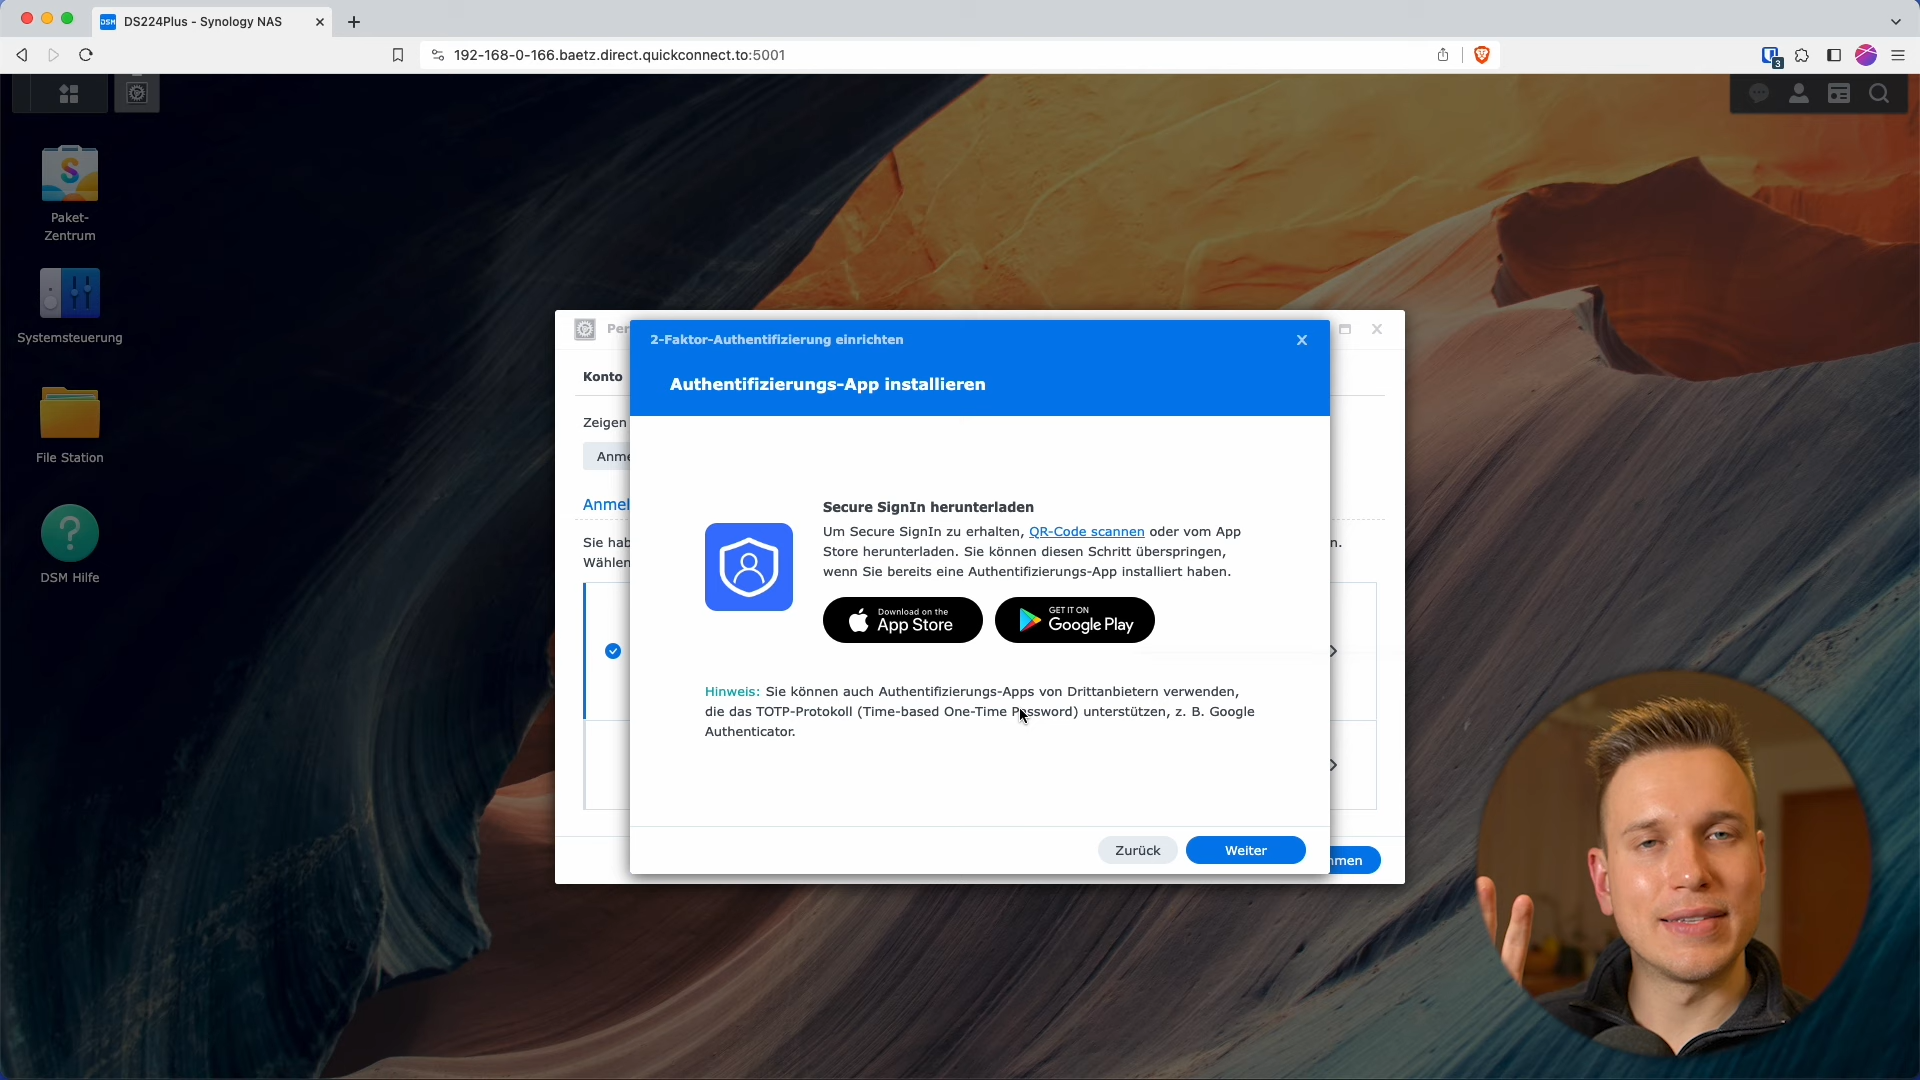 DS224Plus - Synology NAS
192-168-0-166.baetz.direct.quickconnect.to:5001
3
Paket-
Zentrum
Systemsteuerung
File Station
DSM Hilfe
2-Faktor-Authentifizierung einrichten
Authentifizierungs-App installieren
Konto
Zeigen
Secure SignIn herunterladen
Um Secure SignIn zu erhalten, QR-Code scannen oder vom App
Store herunterladen. Sie können diesen Schritt überspringen,
wenn Sie bereits eine Authentifizierungs-App installiert haben.
Download on the
App Store
GET IT ON
Google Play
Hinweis: Sie können auch Authentifizierungs-Apps von Drittanbietern verwenden,
die das TOTP-Protokoll (Time-based One-Time Password) unterstützen, z. B. Google
Authenticator.
Sie hab
Wählen
Zurück
Weiter